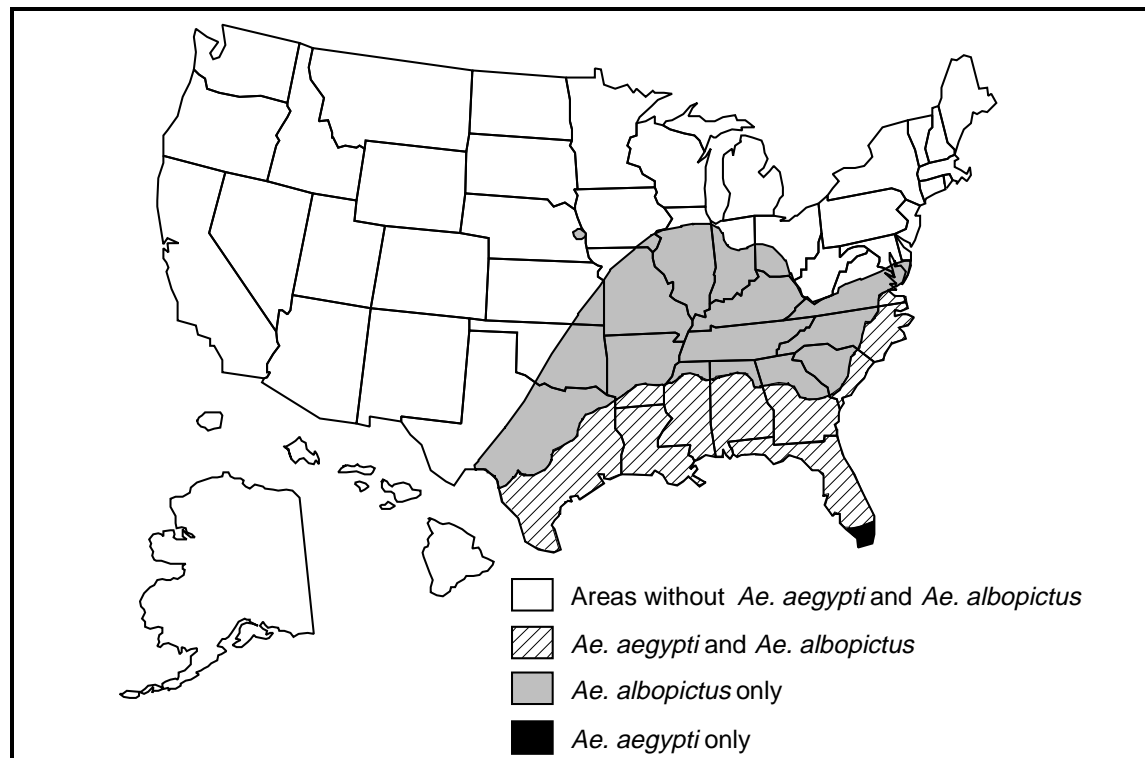 Areas without Ae. aegypti and Ae. albopictus
Ae. aegypti and Ae. albopictus
Ae. albopictus only
Ae. aegypti only